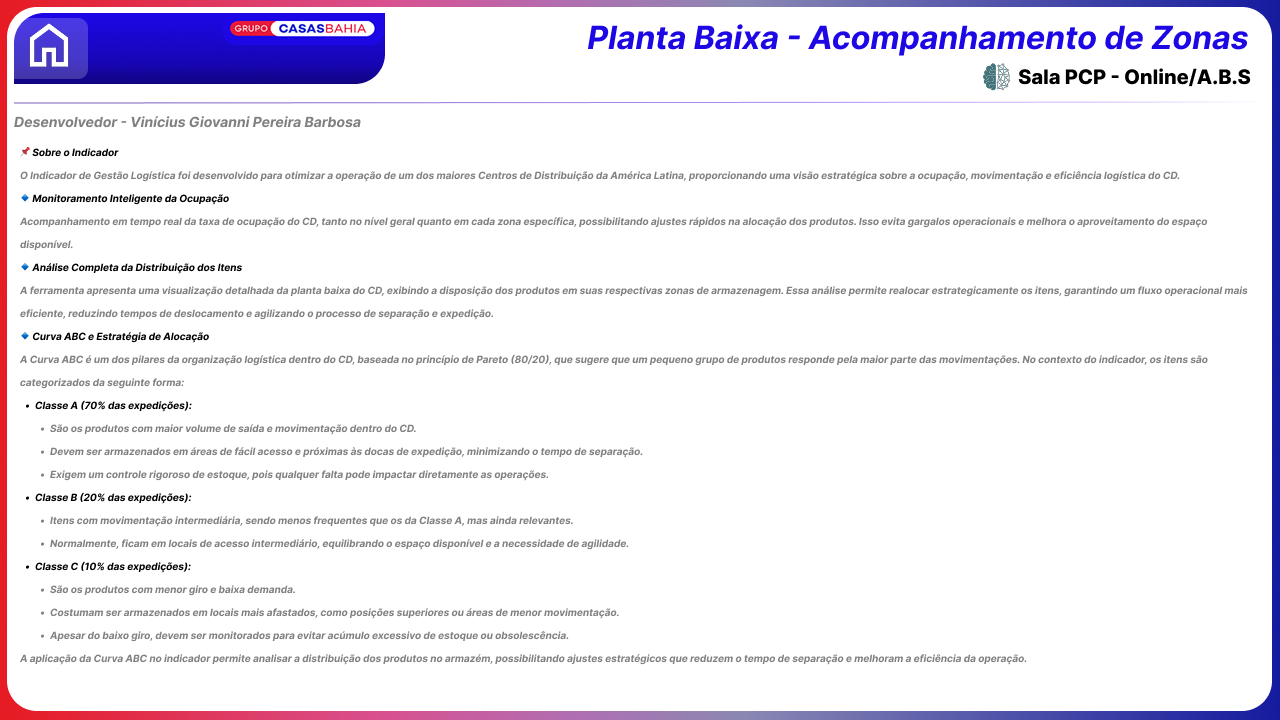 GRUPO CASASBAHIA
Planta Baixa - Acompanhamento de Zonas
Sala PCP - Online/A.B.S
Desenvolvedor - Vinícius Giovanni Pereira Barbosa
📌 Sobre o Indicador
O Indicador de Gestão Logística foi desenvolvido para otimizar a operação de um dos maiores Centros de Distribuição da América Latina, proporcionando uma visão estratégica sobre a ocupação, movimentação e eficiência logística do CD.
🔹 Monitoramento Inteligente da Ocupação
Acompanhamento em tempo real da taxa de ocupação do CD, tanto no nível geral quanto em cada zona específica, possibilitando ajustes rápidos na alocação dos produtos. Isso evita gargalos operacionais e melhora o aproveitamento do espaço
disponível.
🔹 Análise Completa da Distribuição dos Itens
A ferramenta apresenta uma visualização detalhada da planta baixa do CD, exibindo a disposição dos produtos em suas respectivas zonas de armazenagem. Essa análise permite realocar estrategicamente os itens, garantindo um fluxo operacional mais
eficiente, reduzindo tempos de deslocamento e agilizando o processo de separação e expedição.
🔹 Curva ABC e Estratégia de Alocação
A Curva ABC é um dos pilares da organização logística dentro do CD, baseada no princípio de Pareto (80/20), que sugere que um pequeno grupo de produtos responde pela maior parte das movimentações. No contexto do indicador, os itens são
categorizados da seguinte forma:
• Classe A (70% das expedições):
• São os produtos com maior volume de saída e movimentação dentro do CD.
• Devem ser armazenados em áreas de fácil acesso e próximas às docas de expedição, minimizando o tempo de separação.
• Exigem um controle rigoroso de estoque, pois qualquer falta pode impactar diretamente as operações.
• Classe B (20% das expedições):
• Itens com movimentação intermediária, sendo menos frequentes que os da Classe A, mas ainda relevantes.
• Normalmente, ficam em locais de acesso intermediário, equilibrando o espaço disponível e a necessidade de agilidade.
• Classe C (10% das expedições):
• São os produtos com menor giro e baixa demanda.
• Costumam ser armazenados em locais mais afastados, como posições superiores ou áreas de menor movimentação.
• Apesar do baixo giro, devem ser monitorados para evitar acúmulo excessivo de estoque ou obsolescência.
A aplicação da Curva ABC no indicador permite analisar a distribuição dos produtos no armazém, possibilitando ajustes estratégicos que reduzem o tempo de separação e melhoram a eficiência da operação.